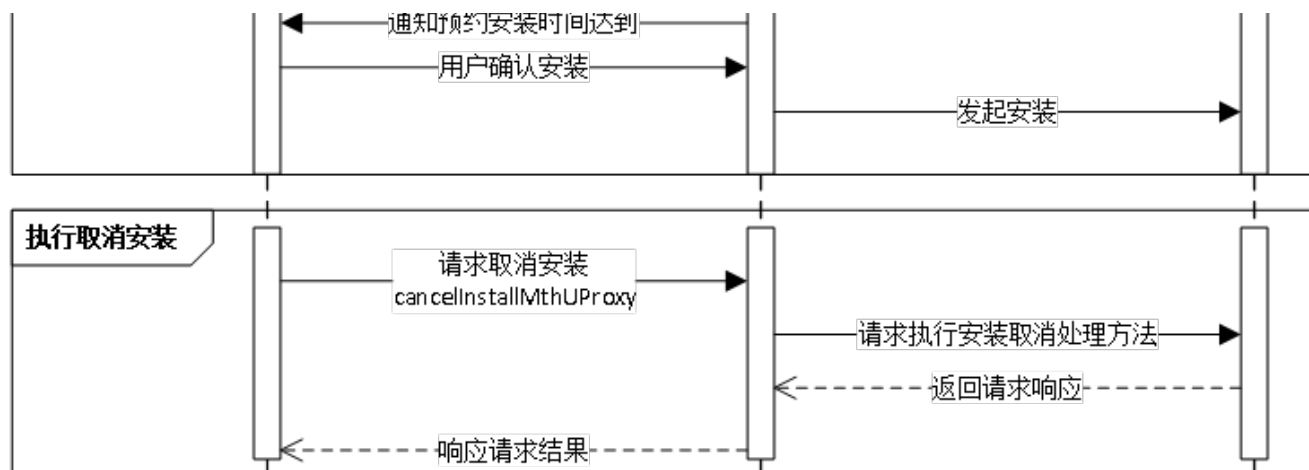 通知预约安装时间达到
用户确认安装
发起安装
执行取消安装
请求取消安装
cancelInstallMthUProxy
请求执行安装取消处理方法
返回请求响应
响应请求结果